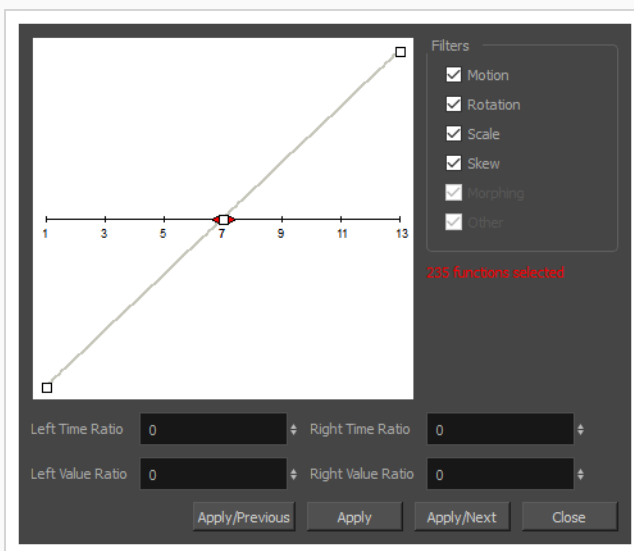 Filters
Motion
Rotation
Scale
Skew
Morphing
Other
1 3 5 7 9 11 13
235 functions selected
Left Time Ratio 0 Right Time Ratio 0
Left Value Ratio 0 Right Value Ratio 0
Apply/Previous Apply Apply/Next Close